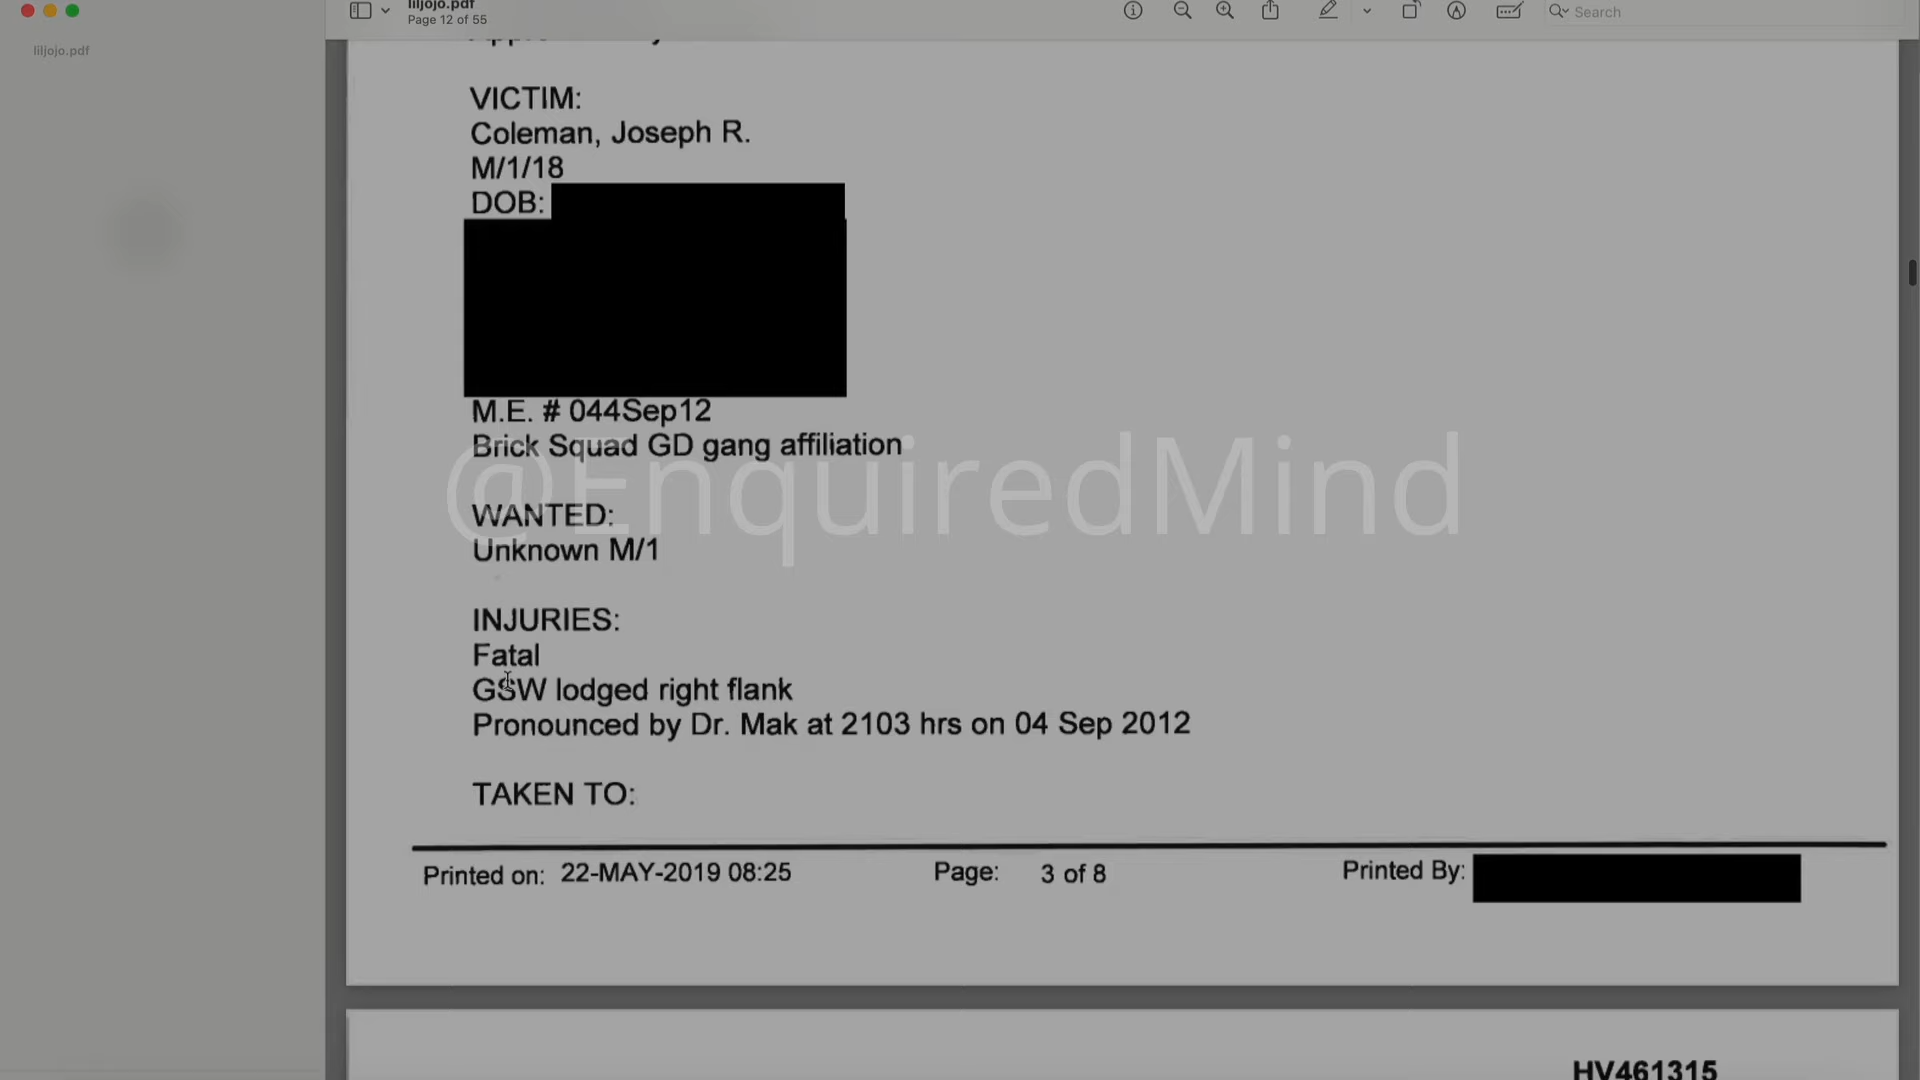 liljojo.pdf
Page 12 of 55
Search
liljojo.pdf
VICTIM:
Coleman, Joseph R.
M/1/18
DOB:
M.E. # 044Sep12
Brick Squad GD gang affiliation
@EnquiredMind
WANTED:
Unknown M/1
INJURIES:
Fatal
GSW lodged right flank
Pronounced by Dr. Mak at 2103 hrs on 04 Sep 2012
TAKEN TO:
Printed on: 22-MAY-2019 08:25 Page: 3 of 8 Printed By:
HV461315